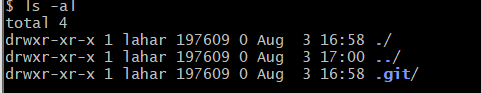 $ ls -al
total 4
drwxr-xr-x 1 lahar 197609 0 Aug  3 16:58 ./
drwxr-xr-x 1 lahar 197609 0 Aug  3 17:00 ../
drwxr-xr-x 1 lahar 197609 0 Aug  3 16:58 .git/